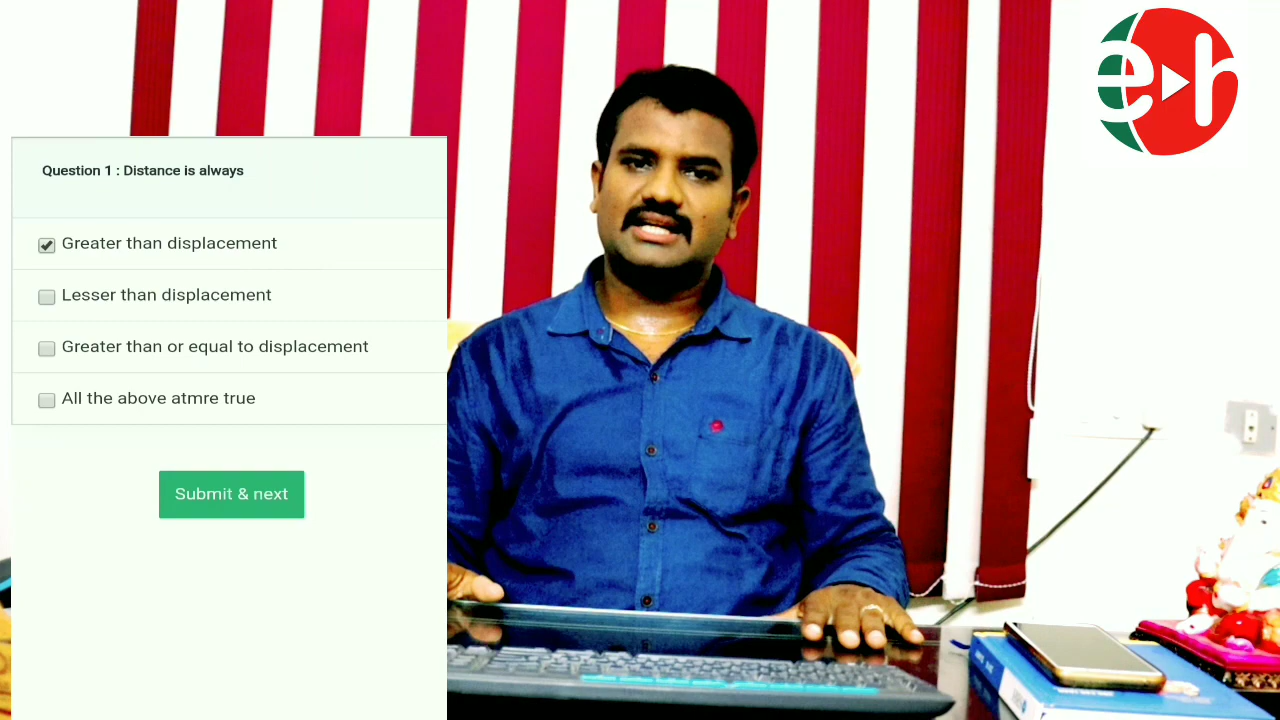 Question 1 : Distance is always
Greater than displacement
Lesser than displacement
Greater than or equal to displacement
All the above atmre true
Submit & next
eh